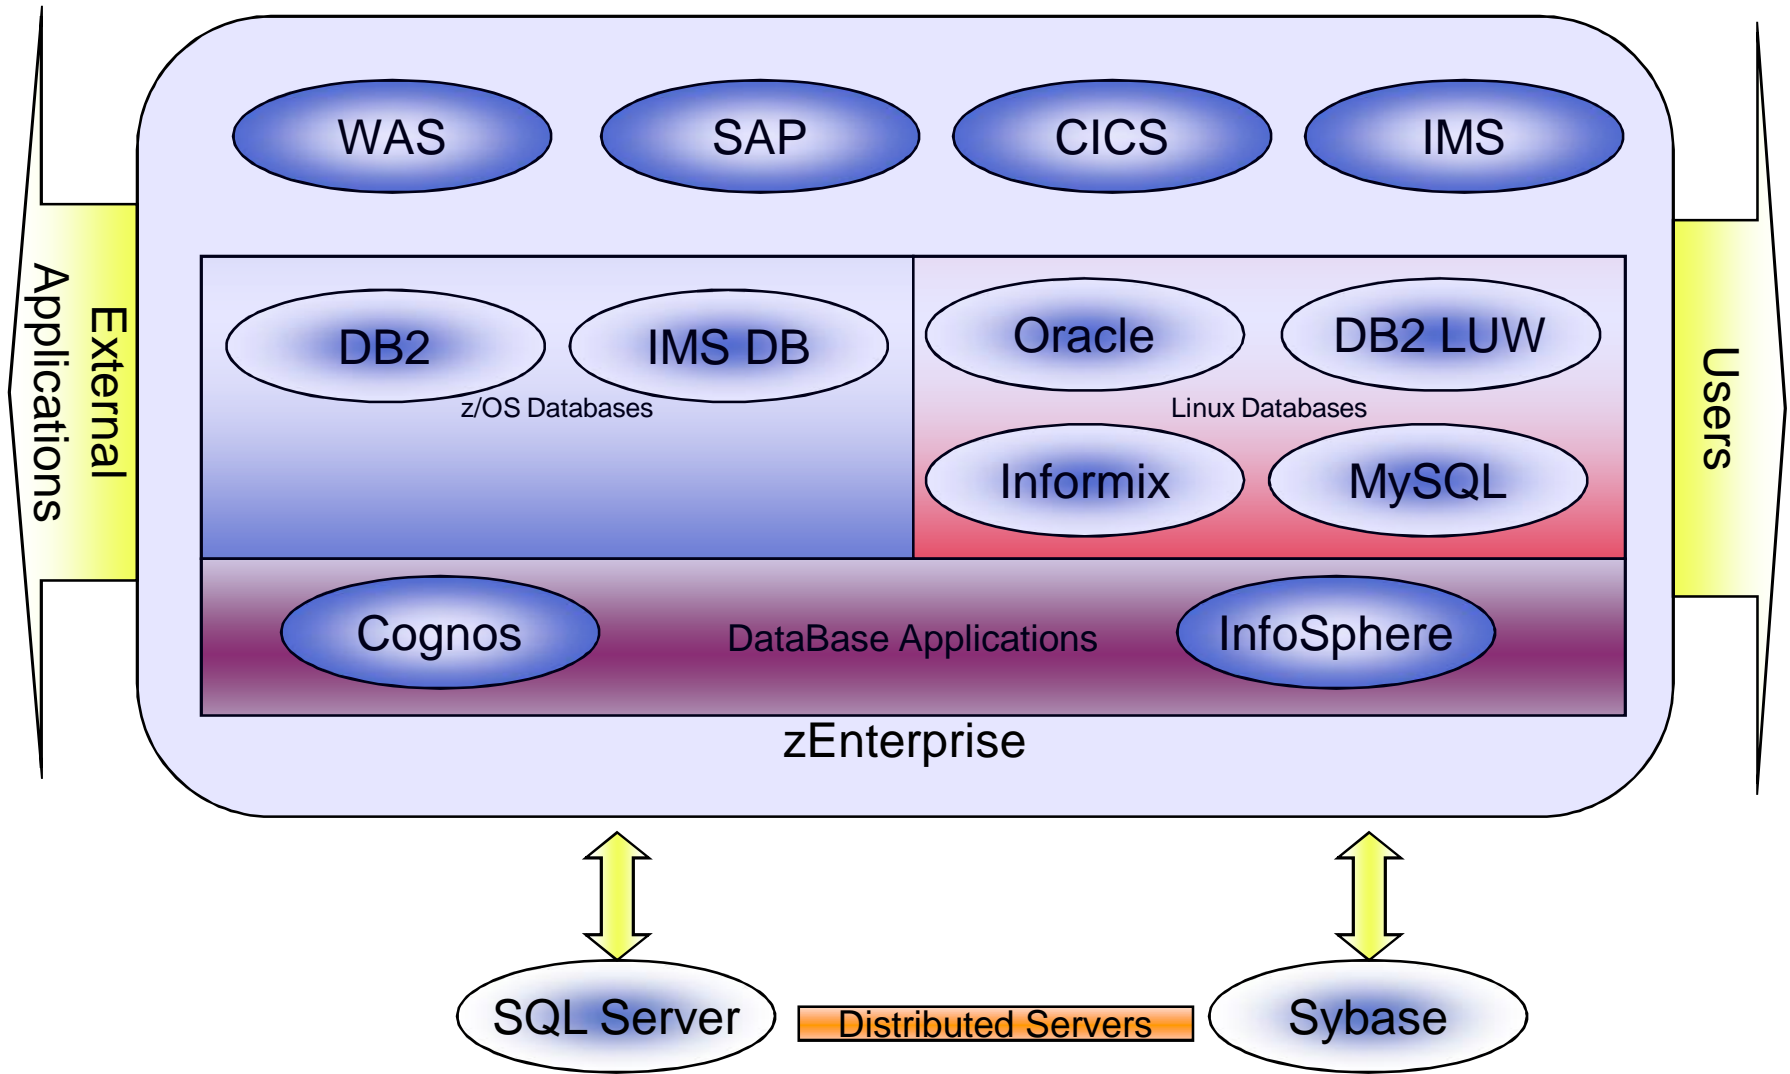 WAS
SAP
CICS
IMS
External
Applications
DB2
IMS DB
z/OS Databases
Oracle
DB2 LUW
Linux Databases
Informix
MySQL
Users
Cognos
DataBase Applications
InfoSphere
zEnterprise
SQL Server
Distributed Servers
Sybase